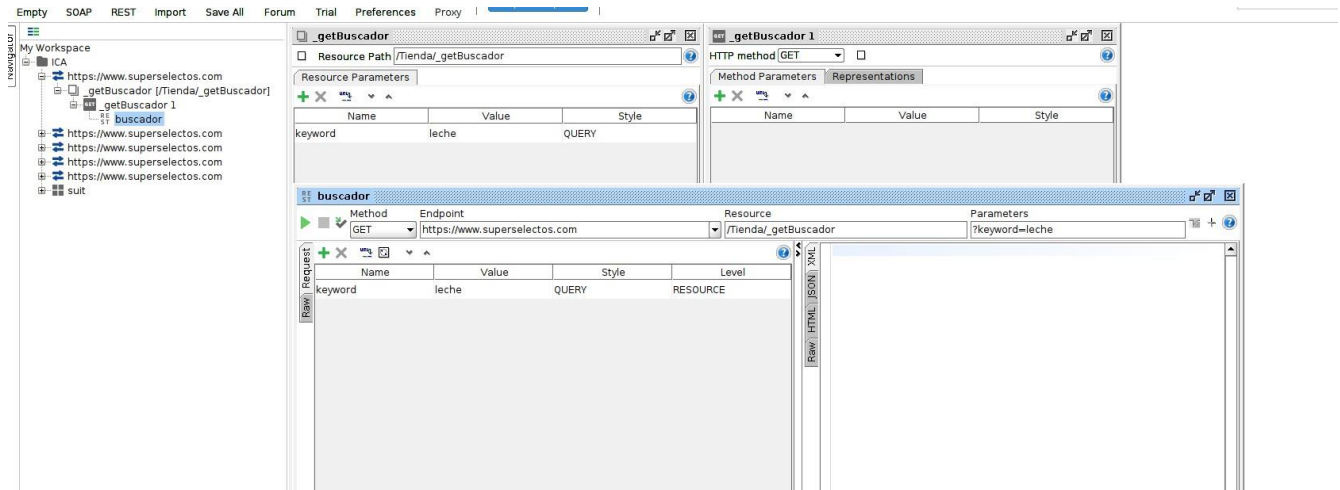 Empty SOAP REST Import Save All Forum Trial Preferences Proxy
Navigator
My Workspace
ICA
https://www.superselectos.com
_getBuscador [/Tienda/_getBuscador]
GET _getBuscador 1
REST buscador
https://www.superselectos.com
https://www.superselectos.com
https://www.superselectos.com
https://www.superselectos.com
suit
_getBuscador
Resource Path /Tienda/_getBuscador
Resource Parameters
Name Value Style
keyword leche QUERY
GET _getBuscador 1
HTTP method GET
Method Parameters Representations
Name Value Style
REST buscador
Method Endpoint Resource Parameters
GET https://www.superselectos.com /Tienda/_getBuscador ?keyword=leche
Request
Raw
Name Value Style Level
keyword leche QUERY RESOURCE
XML
JSON
HTML
Raw